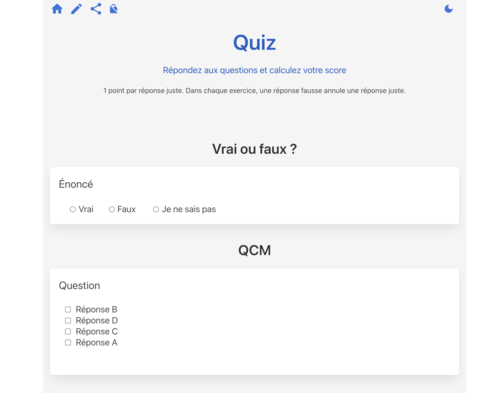 Quiz
Répondez aux questions et calculez votre score
1 point par réponse juste. Dans chaque exercice, une réponse fausse annule une réponse juste.
Vrai ou faux ?
Énoncé
Vrai Faux Je ne sais pas
QCM
Question
Réponse B
Réponse D
Réponse C
Réponse A